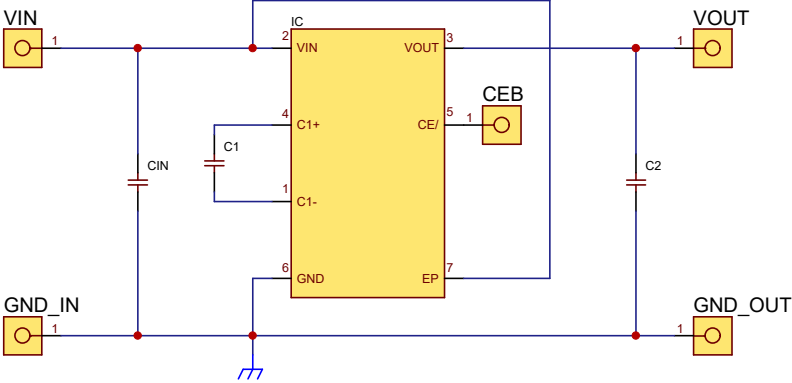 VIN
1
IC
2
VIN
VOUT
3
VOUT
1
4
C1+
CE/
5
1
CEB
C1
CIN
C2
1
C1-
6
GND
EP
7
GND_IN
1
GND_OUT
1